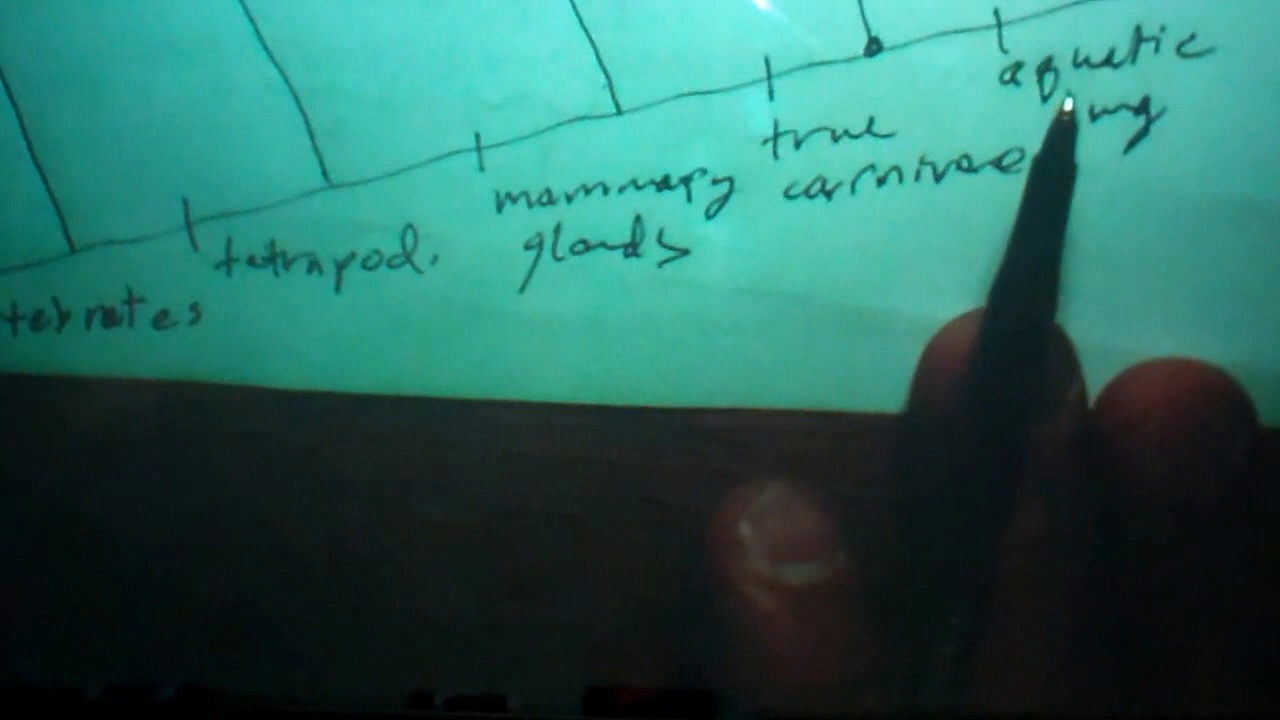 aquatic
true
mammary carnivore
tetrapod. glands
tebrates